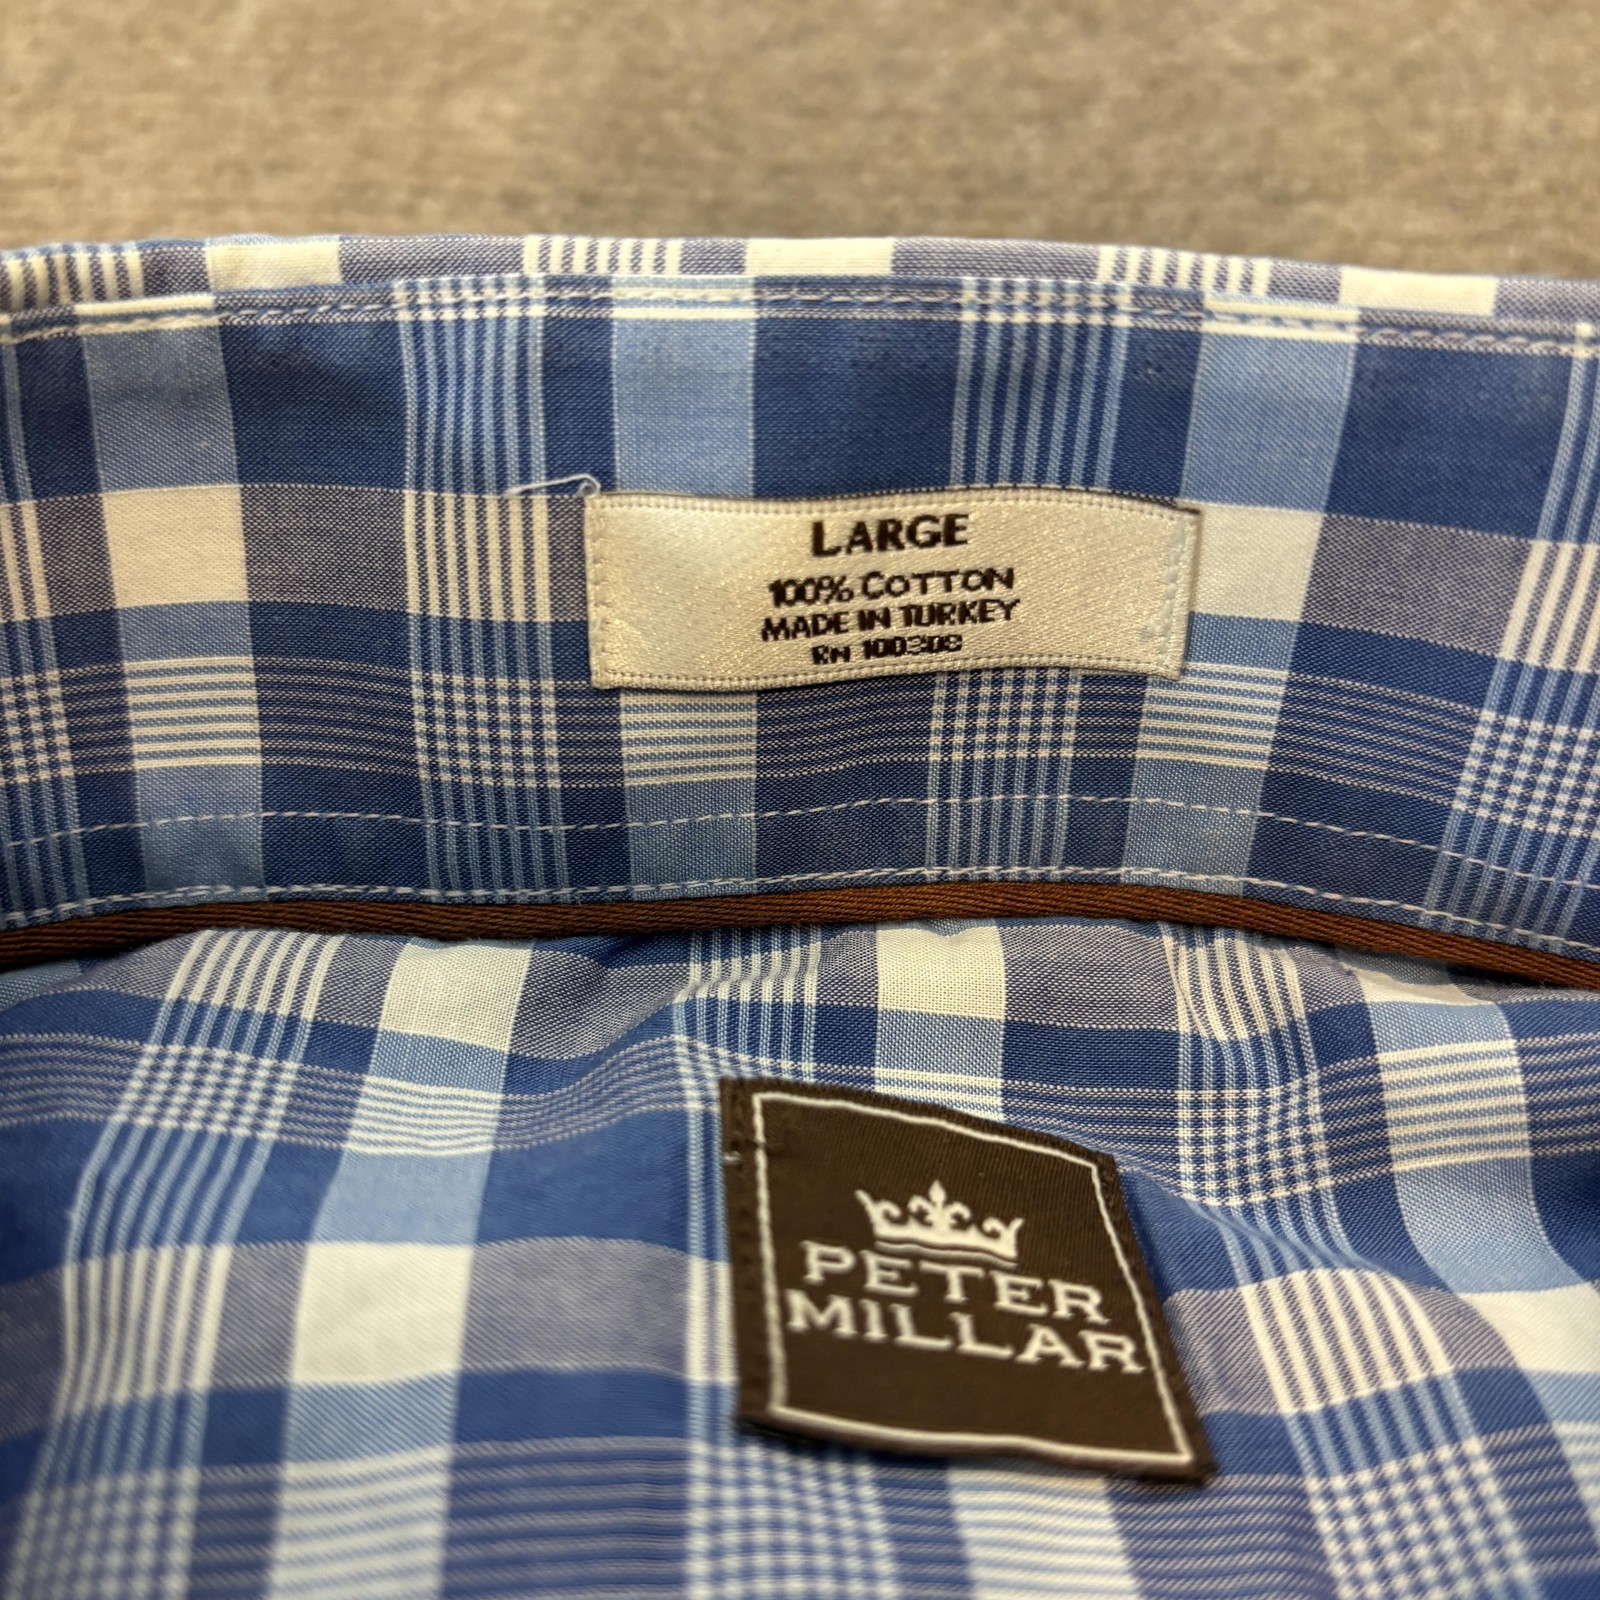 LARGE
100% COTTON
MADE IN TURKEY
RN 100308
PETER
MILLAR